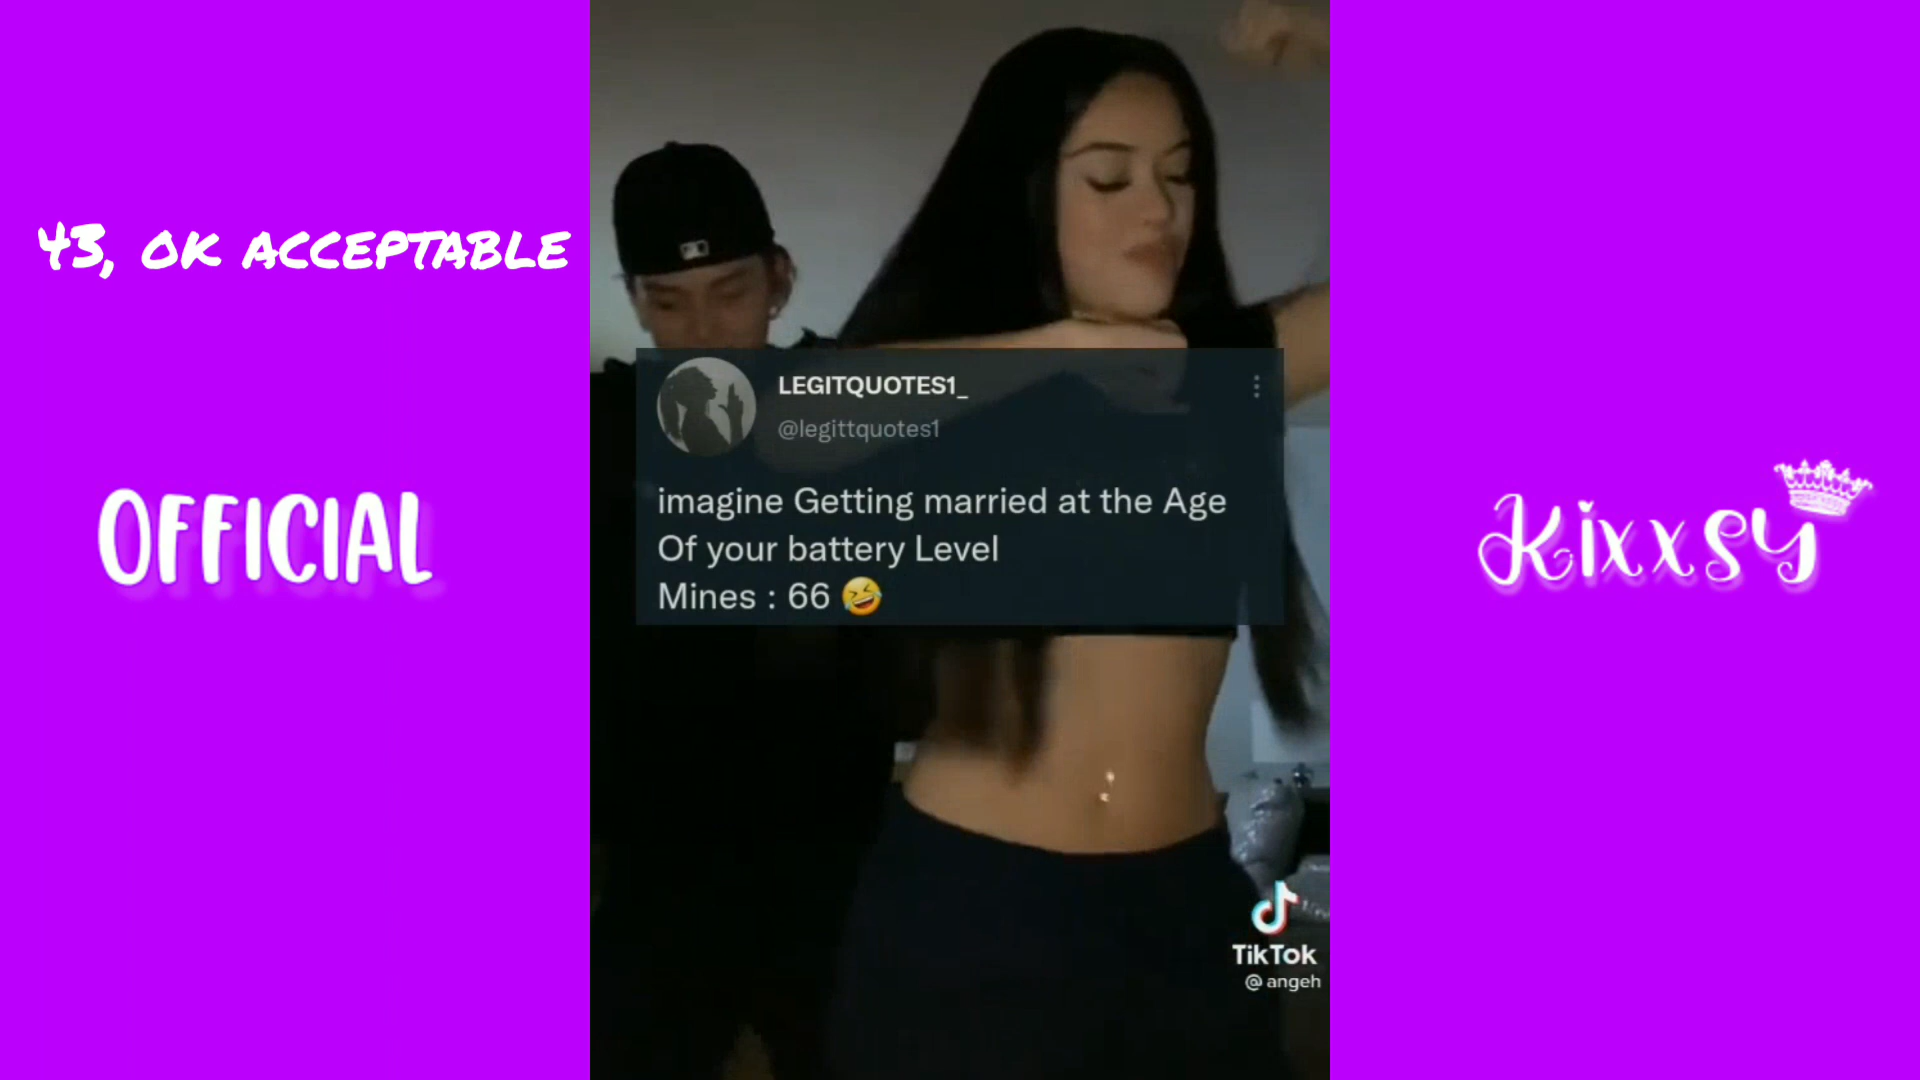 43, OK ACCEPTABLE
OFFICIAL
LEGITQUOTES1_
@legittquotes1
imagine Getting married at the Age
Of your battery Level
Mines : 66 🤣
Kixxsy
TikTok
@angeh